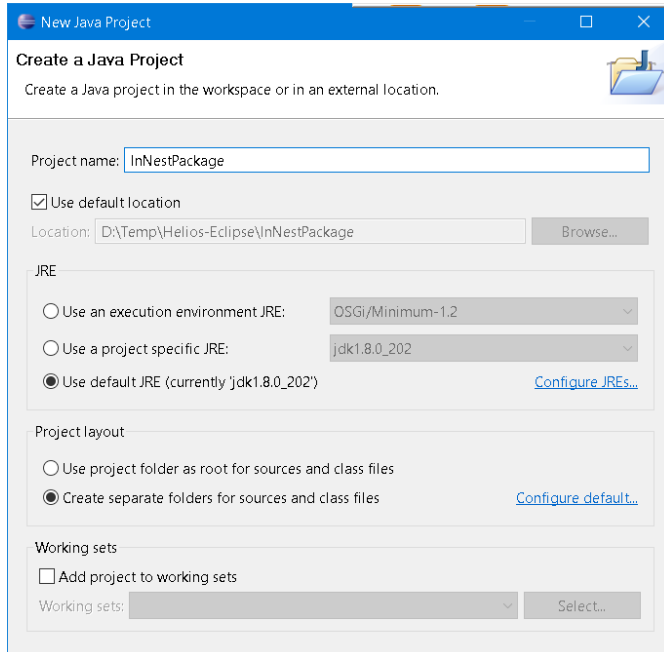 New Java Project
Create a Java Project
Create a Java project in the workspace or in an external location.
Project name: InNestPackage
Use default location
Location: D:\Temp\Helios-Eclipse\InNestPackage Browse...
JRE
Use an execution environment JRE: OSGi/Minimum-1.2
Use a project specific JRE: jdk1.8.0_202
Use default JRE (currently 'jdk1.8.0_202') Configure JREs...
Project layout
Use project folder as root for sources and class files
Create separate folders for sources and class files Configure default...
Working sets
Add project to working sets
Working sets: Select...